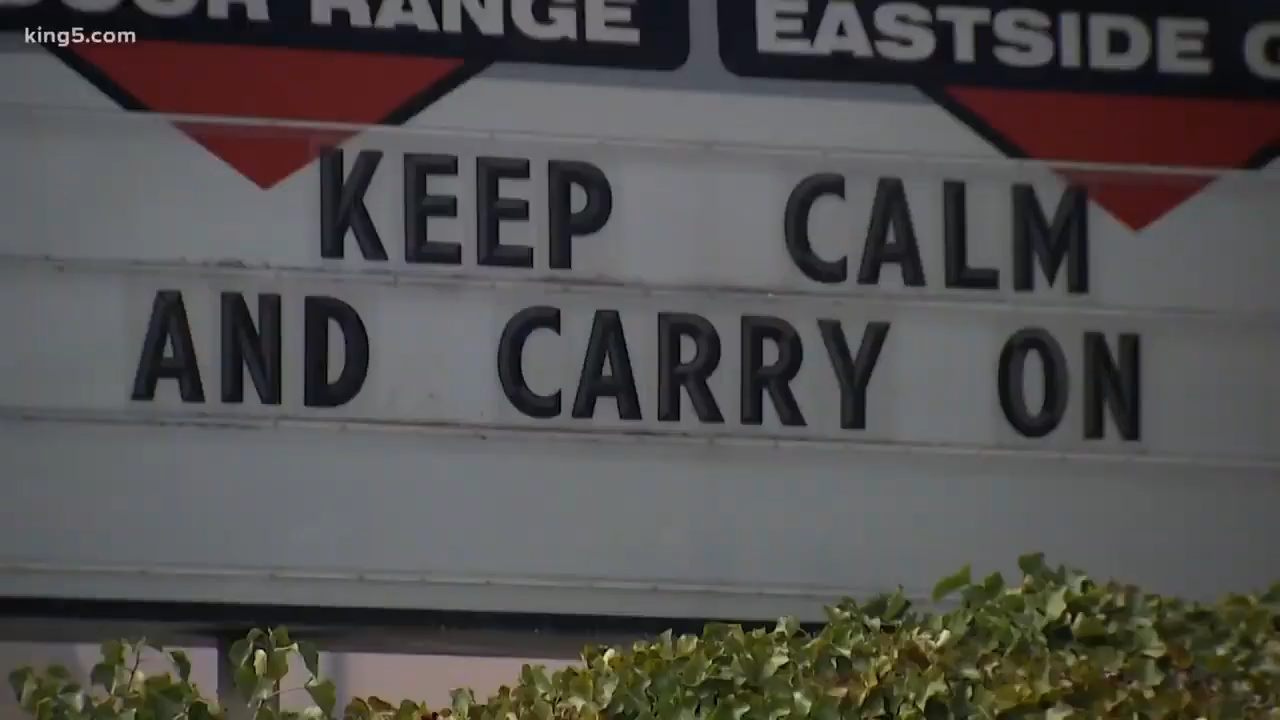 king5.com
RANGE
EASTSIDE
KEEP CALM
AND CARRY ON